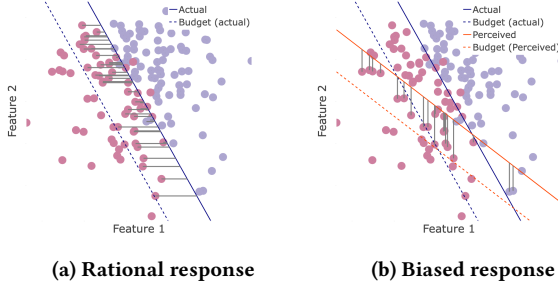 Actual
Budget (actual)
Feature 2
Feature 1
(a) Rational response
Actual
Budget (actual)
Perceived
Budget (Perceived)
Feature 2
Feature 1
(b) Biased response